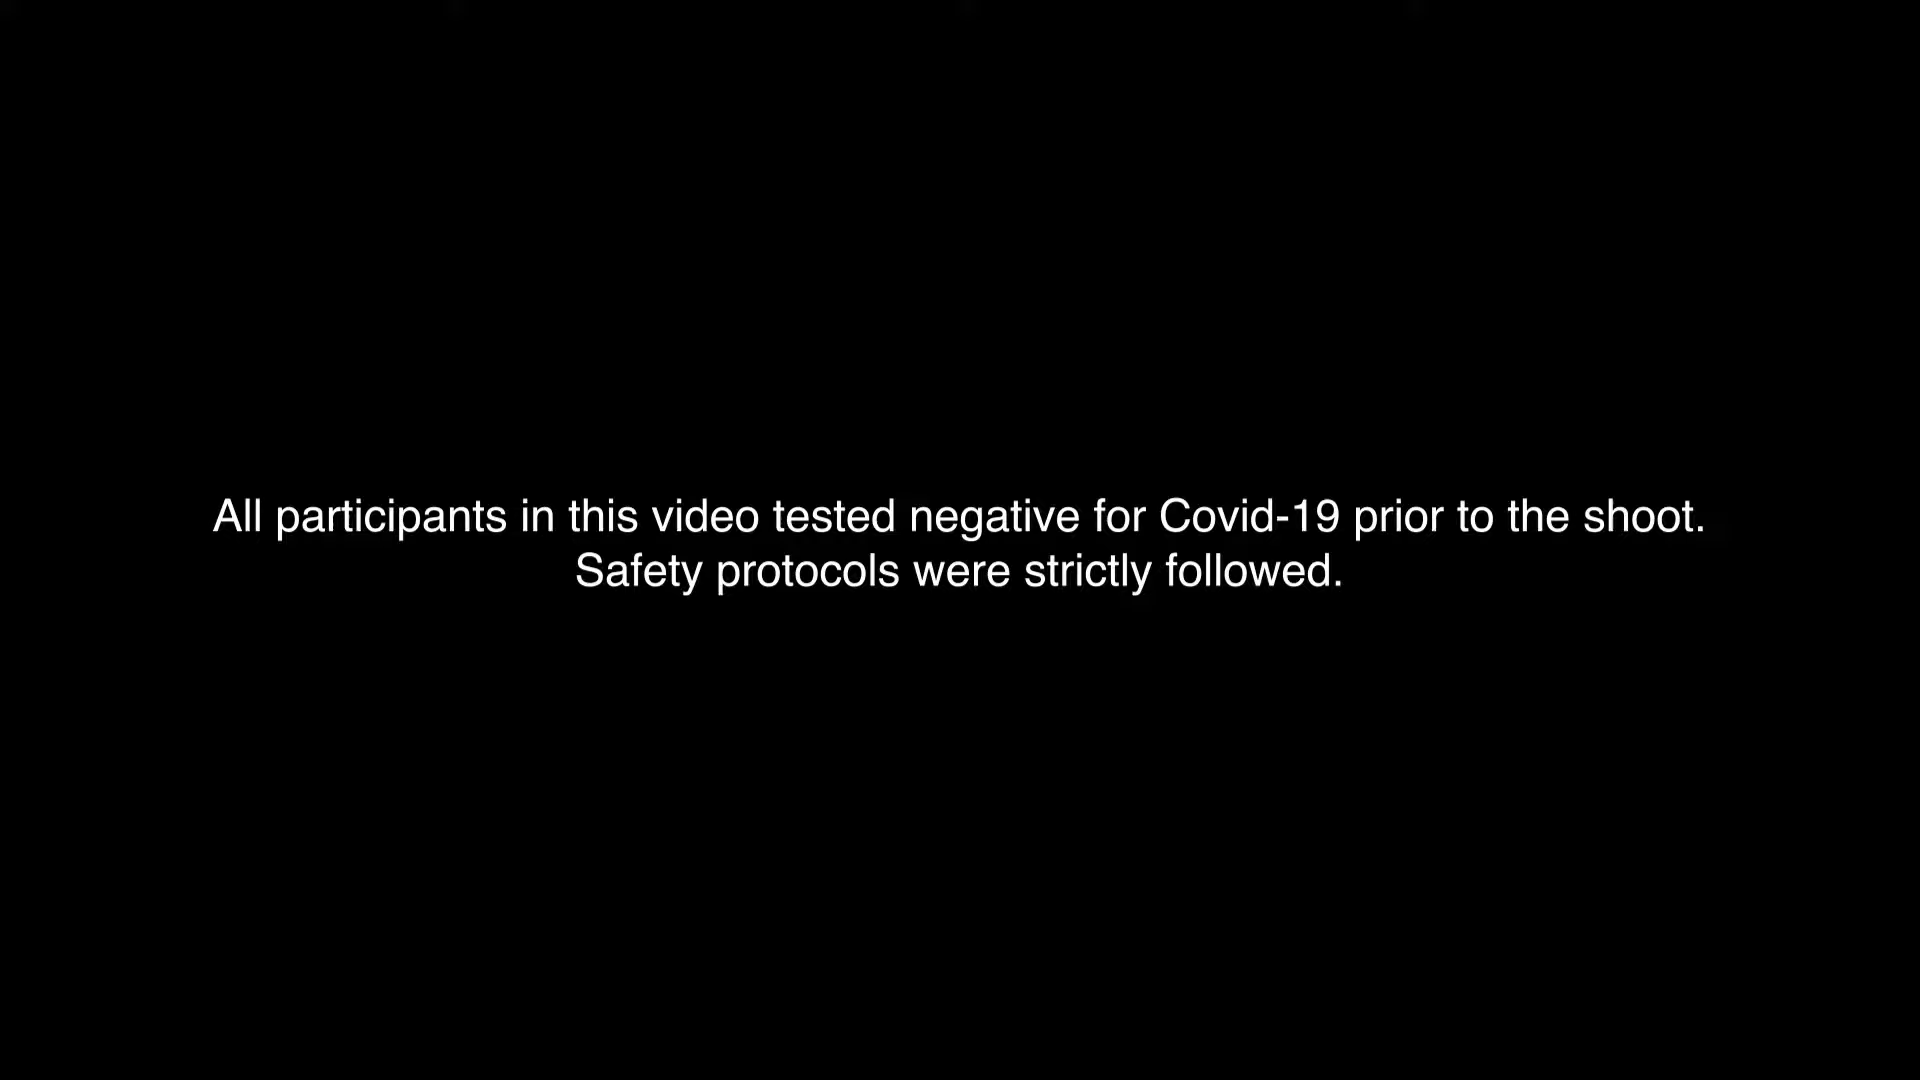 All participants in this video tested negative for Covid-19 prior to the shoot.
Safety protocols were strictly followed.